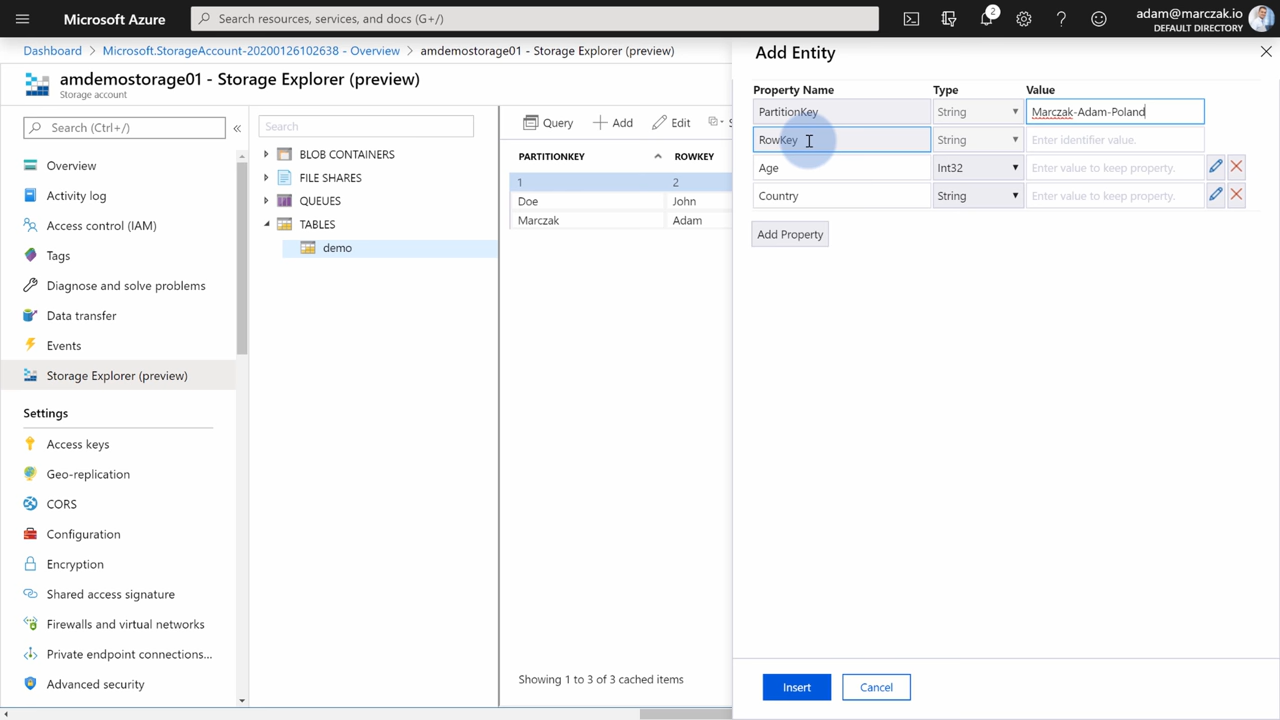 Microsoft Azure
Search resources, services, and docs (G+/)
2
adam@marczak.io
DEFAULT DIRECTORY
Dashboard > Microsoft.StorageAccount-20200126102638 - Overview > amdemostorage01 - Storage Explorer (preview)
amdemostorage01 - Storage Explorer (preview)
Storage account
Search (Ctrl+/)
«
Overview
Activity log
Access control (IAM)
Tags
Diagnose and solve problems
Data transfer
Events
Storage Explorer (preview)
Settings
Access keys
Geo-replication
CORS
Configuration
Encryption
Shared access signature
Firewalls and virtual networks
Private endpoint connections...
Advanced security
Search
BLOB CONTAINERS
FILE SHARES
QUEUES
TABLES
demo
Query
Add
Edit
S
PARTITIONKEY ROWKEY
1 2
Doe John
Marczak Adam
Showing 1 to 3 of 3 cached items
Add Entity
Property Name Type Value
PartitionKey String Marczak-Adam-Poland
RowKey String Enter identifier value.
Age Int32 Enter value to keep property.
Country String Enter value to keep property.
Add Property
Insert
Cancel